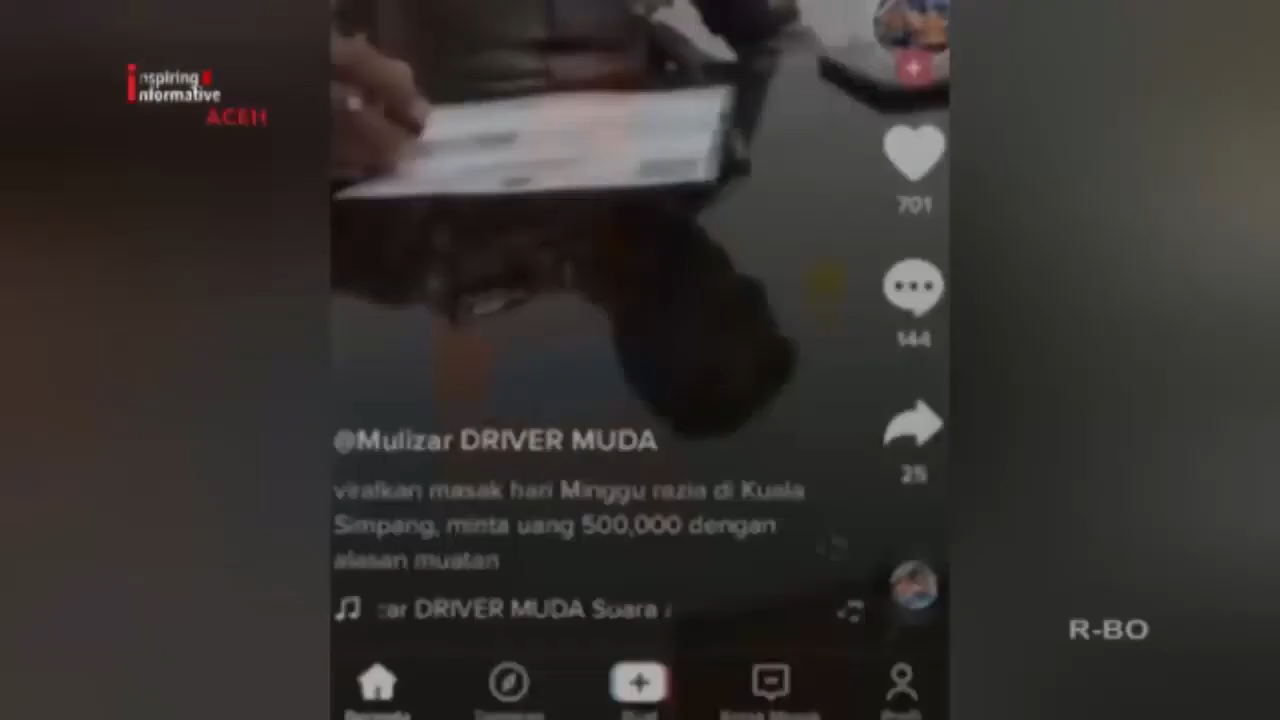 inspiring
informative
ACEH
701
144
25
@Mulizar DRIVER MUDA
viralkan masak hari Minggu razia di Kuala
Simpang, minta uang 500,000 dengan
alasan muatan
zar DRIVER MUDA Suara
R-BO